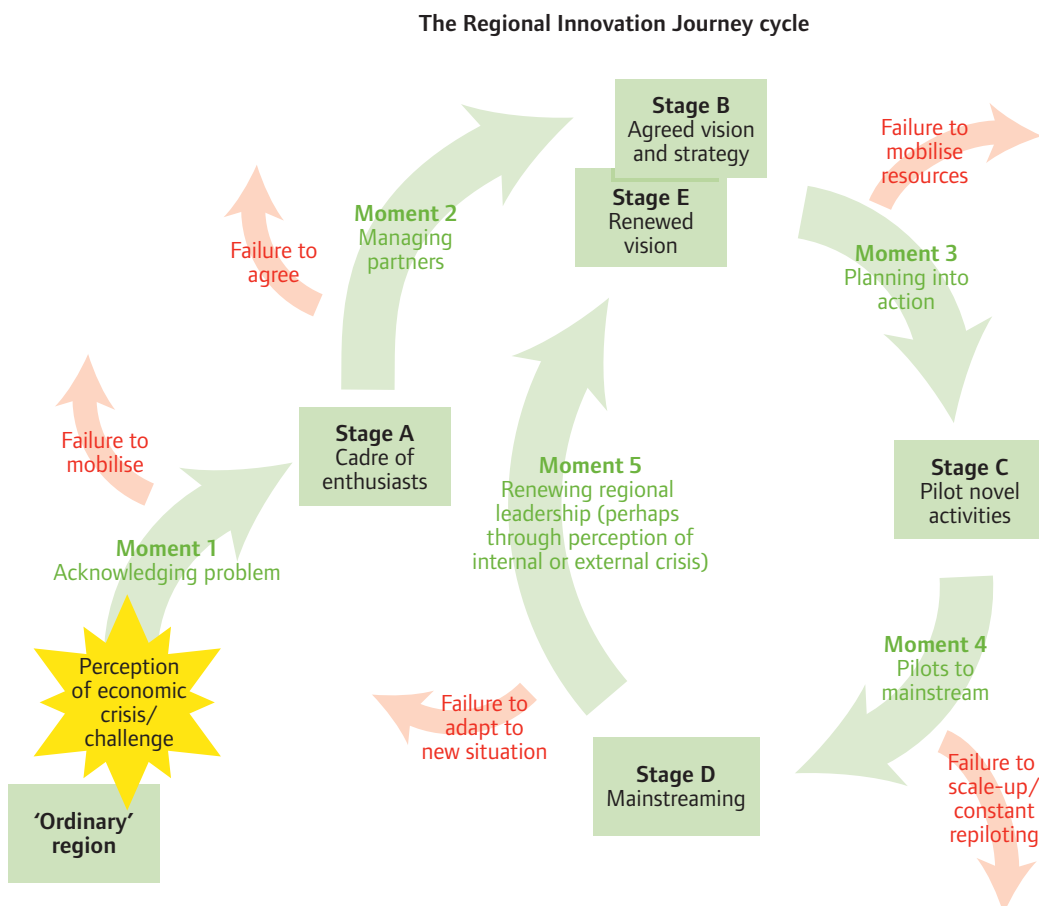 The Regional Innovation Journey cycle
Stage B
Agreed vision
and strategy
Stage E
Renewed
vision
Failure to
mobilise
resources
Moment 2
Managing
partners
Failure to
agree
Moment 3
Planning into
action
Failure to
mobilise
Stage A
Cadre of
enthusiasts
Moment 5
Renewing regional
leadership (perhaps
through perception of
internal or external crisis)
Stage C
Pilot novel
activities
Moment 1
Acknowledging problem
Perception
of economic
crisis/
challenge
Moment 4
Pilots to
mainstream
Failure to
adapt to
new situation
Stage D
Mainstreaming
Failure to
scale-up/
constant
repiloting
‘Ordinary’
region